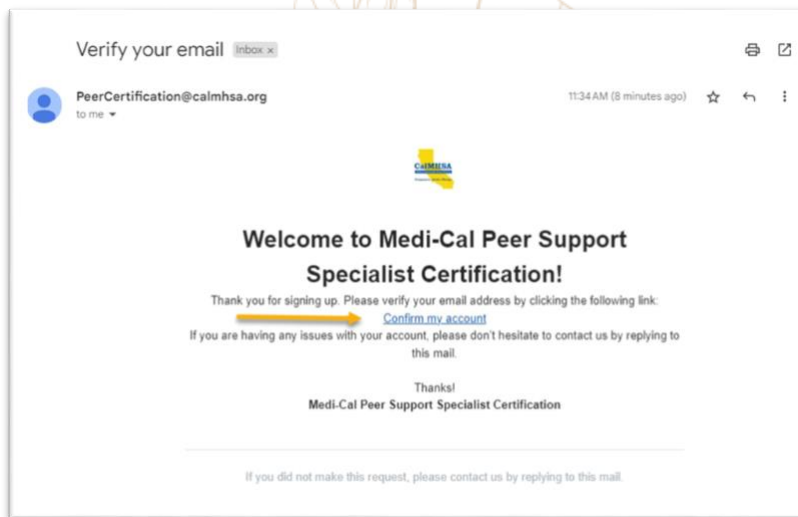 Verify your email Inbox x
PeerCertification@calmhsa.org
11:34 AM (8 minutes ago)
to me
CalMHSA
Welcome to Medi-Cal Peer Support
Specialist Certification!
Thank you for signing up. Please verify your email address by clicking the following link:
Confirm my account
If you are having any issues with your account, please don't hesitate to contact us by replying to
this mail.
Thanks!
Medi-Cal Peer Support Specialist Certification
If you did not make this request, please contact us by replying to this mail.